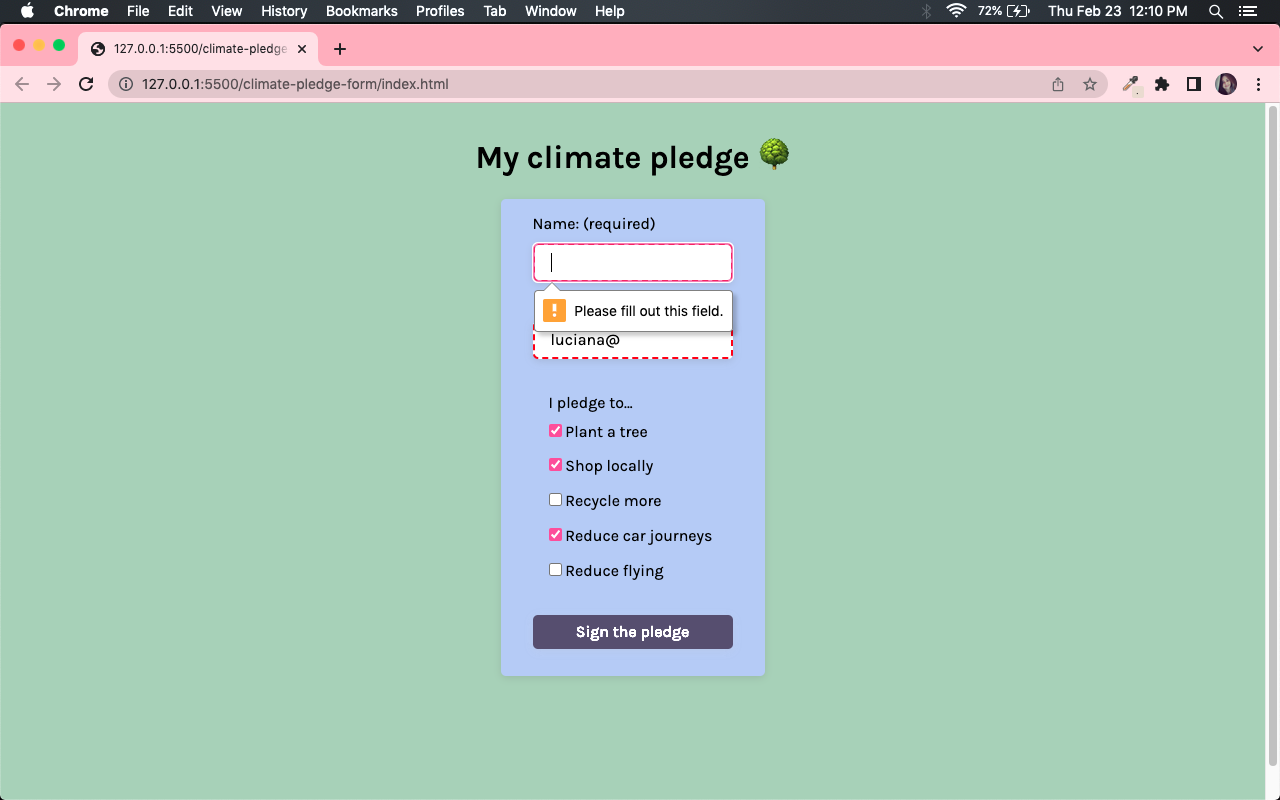 Chrome File Edit View History Bookmarks Profiles Tab Window Help 72% Thu Feb 23 12:10 PM
127.0.0.1:5500/climate-pledge
127.0.0.1:5500/climate-pledge-form/index.html
My climate pledge
Name: (required)
Please fill out this field.
luciana@
I pledge to...
Plant a tree
Shop locally
Recycle more
Reduce car journeys
Reduce flying
Sign the pledge